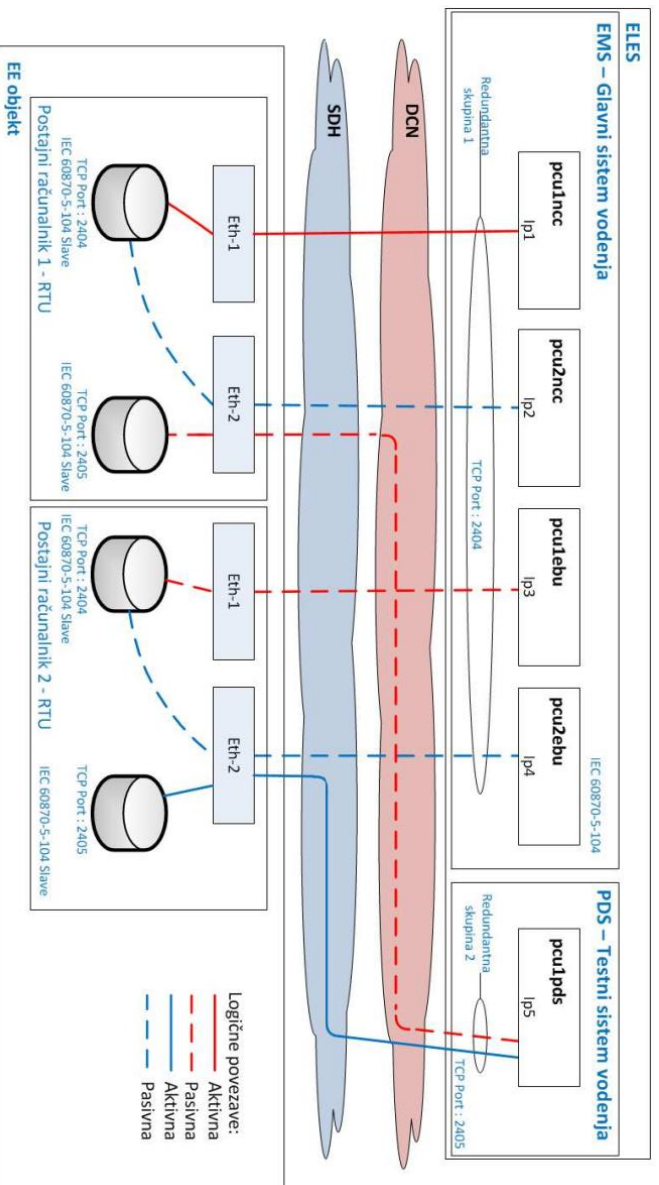 ELES
EMS – Glavni sistem vodenja
PDS – Testni sistem vodenja
pcu1ncc
Ip1
pcu2ncc
Ip2
pcu1ebu
Ip3
pcu2ebu
Ip4
IEC 60870-5-104
pcu1pds
Ip5
Redundantna
skupina 1
TCP Port : 2404
Redundantna
skupina 2
TCP Port : 2405
DCN
SDH
Eth-1
Eth-2
Eth-1
Eth-2
TCP Port : 2404
IEC 60870-5-104 Slave
TCP Port : 2405
IEC 60870-5-104 Slave
Postajni računalnik 1 - RTU
TCP Port : 2404
IEC 60870-5-104 Slave
TCP Port : 2405
IEC 60870-5-104 Slave
Postajni računalnik 2 - RTU
EE objekt
Logične povezave:
Aktivna
Pasivna
Aktivna
Pasivna